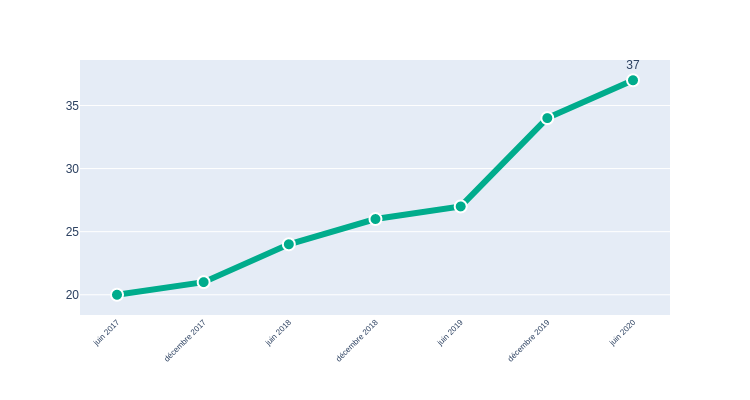 37
35
30
25
20
juin 2017
décembre 2017
juin 2018
décembre 2018
juin 2019
décembre 2019
juin 2020